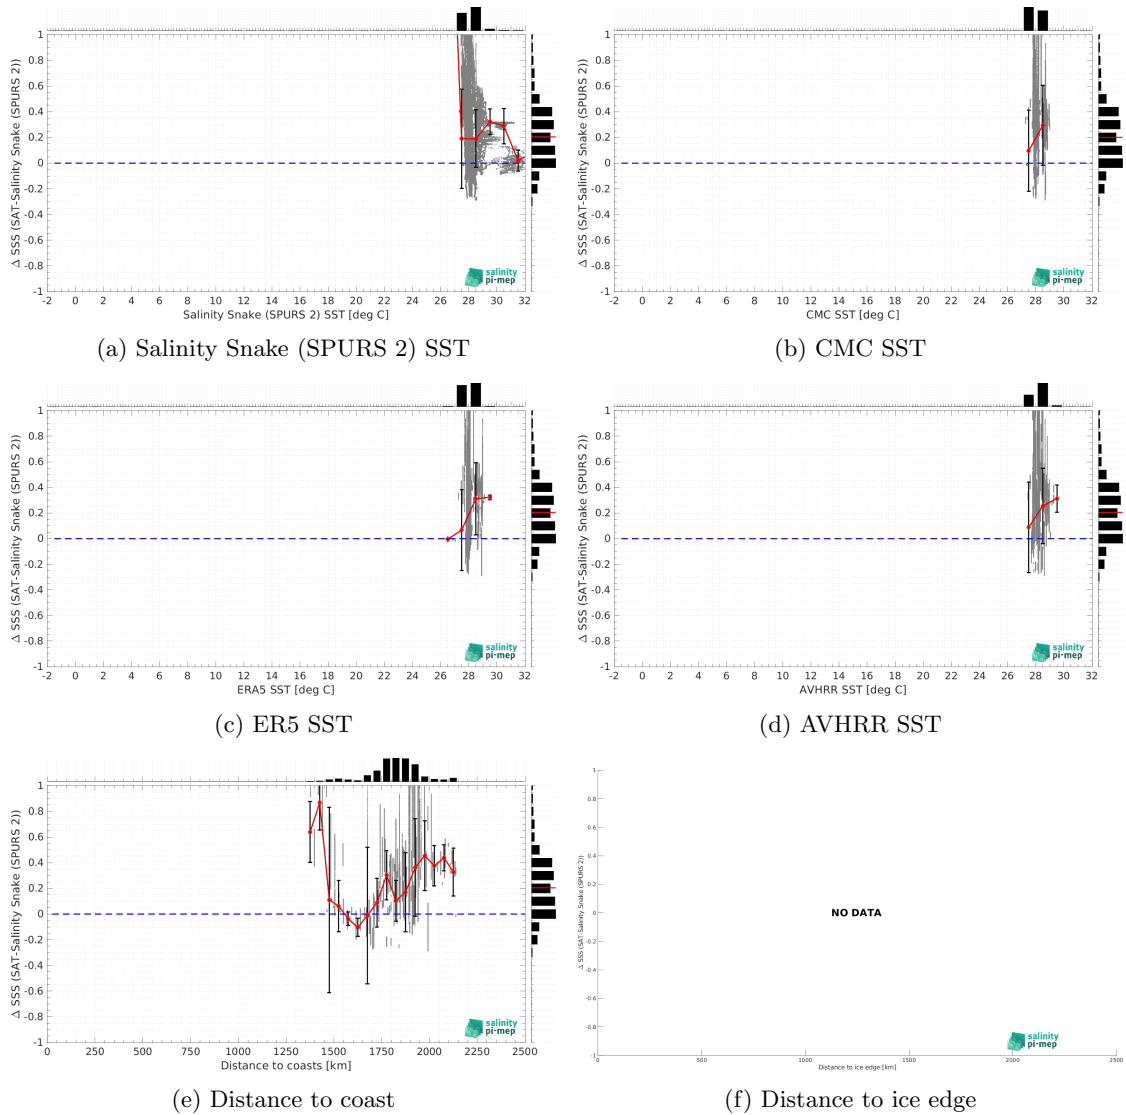 1
0.8
0.6
0.4
0.2
0
-0.2
-0.4
-0.6
-0.8
-1
Δ SSS (SAT-Salinity Snake (SPURS 2))
salinity
pi-mep
-2 0 2 4 6 8 10 12 14 16 18 20 22 24 26 28 30 32
Salinity Snake (SPURS 2) SST [deg C]
(a) Salinity Snake (SPURS 2) SST
1
0.8
0.6
0.4
0.2
0
-0.2
-0.4
-0.6
-0.8
-1
Δ SSS (SAT-Salinity Snake (SPURS 2))
salinity
pi-mep
-2 0 2 4 6 8 10 12 14 16 18 20 22 24 26 28 30 32
CMC SST [deg C]
(b) CMC SST
1
0.8
0.6
0.4
0.2
0
-0.2
-0.4
-0.6
-0.8
-1
Δ SSS (SAT-Salinity Snake (SPURS 2))
salinity
pi-mep
-2 0 2 4 6 8 10 12 14 16 18 20 22 24 26 28 30 32
ERA5 SST [deg C]
(c) ER5 SST
1
0.8
0.6
0.4
0.2
0
-0.2
-0.4
-0.6
-0.8
-1
Δ SSS (SAT-Salinity Snake (SPURS 2))
salinity
pi-mep
-2 0 2 4 6 8 10 12 14 16 18 20 22 24 26 28 30 32
AVHRR SST [deg C]
(d) AVHRR SST
1
0.8
0.6
0.4
0.2
0
-0.2
-0.4
-0.6
-0.8
-1
Δ SSS (SAT-Salinity Snake (SPURS 2))
salinity
pi-mep
0 250 500 750 1000 1250 1500 1750 2000 2250 2500
Distance to coasts [km]
(e) Distance to coast
1
0.8
0.6
0.4
0.2
0
-0.2
-0.4
-0.6
-0.8
-1
Δ SSS (SAT-Salinity Snake (SPURS 2))
NO DATA
salinity
pi-mep
0 500 1000 1500 2000 2500
Distance to ice edge [km]
(f) Distance to ice edge